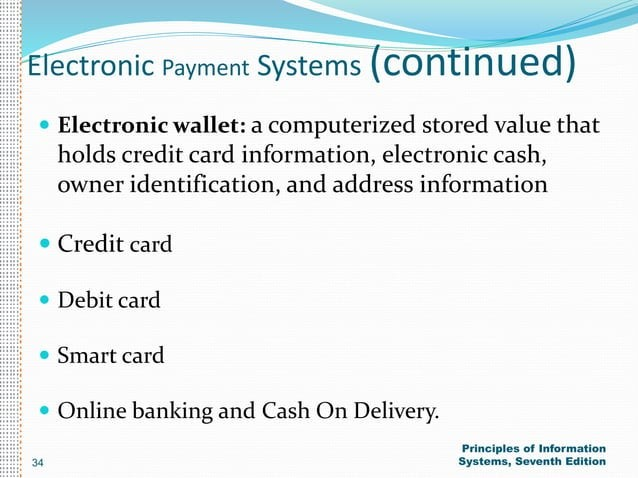 Electronic Payment Systems (continued)
• Electronic wallet: a computerized stored value that
holds credit card information, electronic cash,
owner identification, and address information
• Credit card
• Debit card
• Smart card
• Online banking and Cash On Delivery.
34
Principles of Information
Systems, Seventh Edition